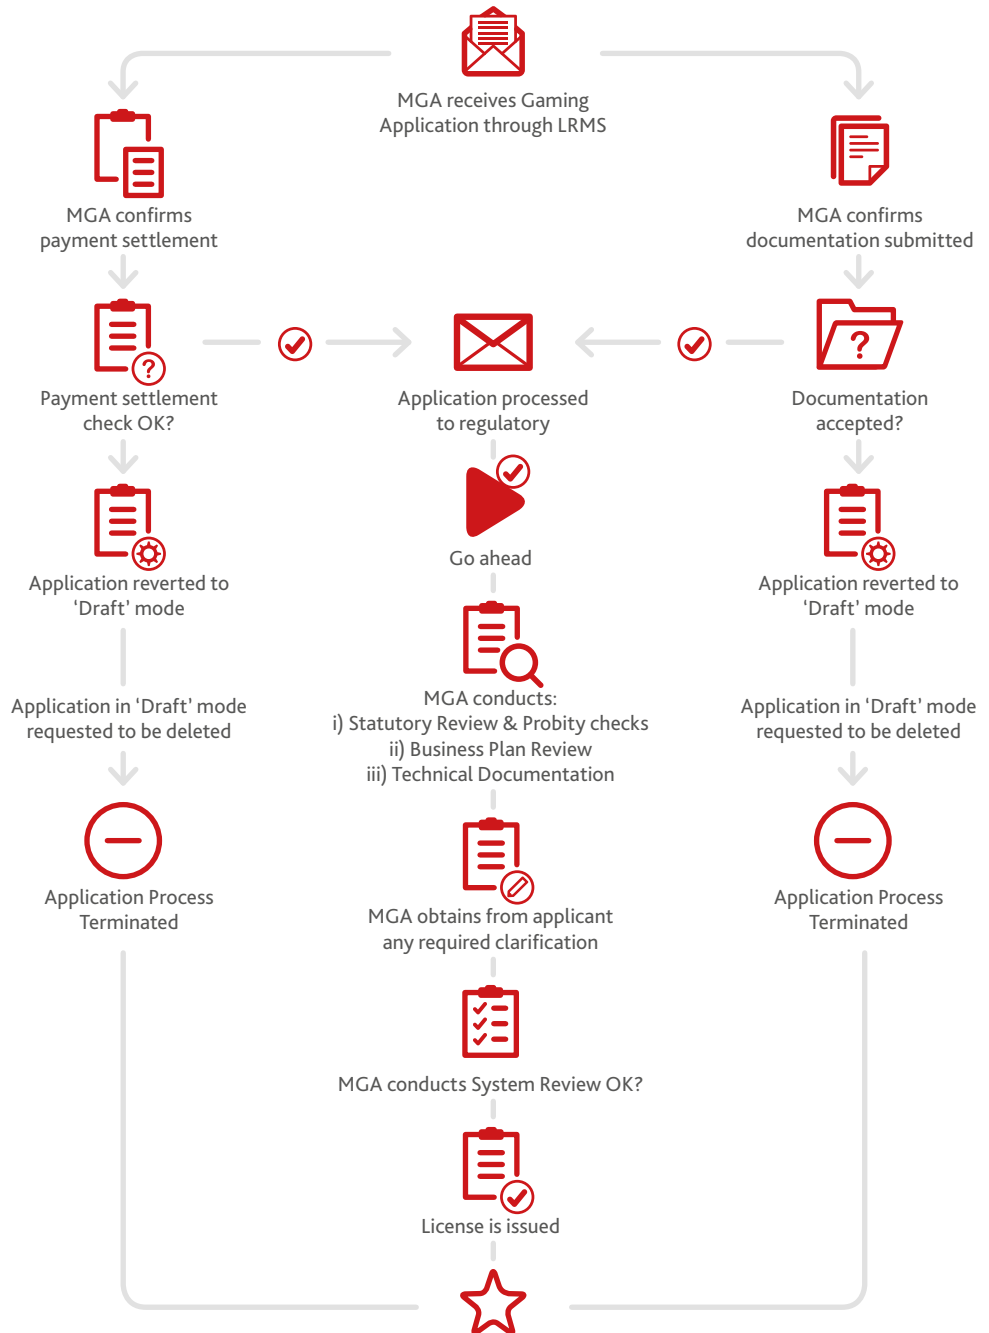 MGA receives Gaming
Application through LRMS
MGA confirms
payment settlement
MGA confirms
documentation submitted
?
Payment settlement
check OK?
Application processed
to regulatory
?
Documentation
accepted?
Go ahead
Application reverted to
‘Draft’ mode
Application reverted to
‘Draft’ mode
MGA conducts:
i) Statutory Review & Probity checks
ii) Business Plan Review
iii) Technical Documentation
Application in ‘Draft’ mode
requested to be deleted
Application in ‘Draft’ mode
requested to be deleted
Application Process
Terminated
MGA obtains from applicant
any required clarification
Application Process
Terminated
MGA conducts System Review OK?
License is issued